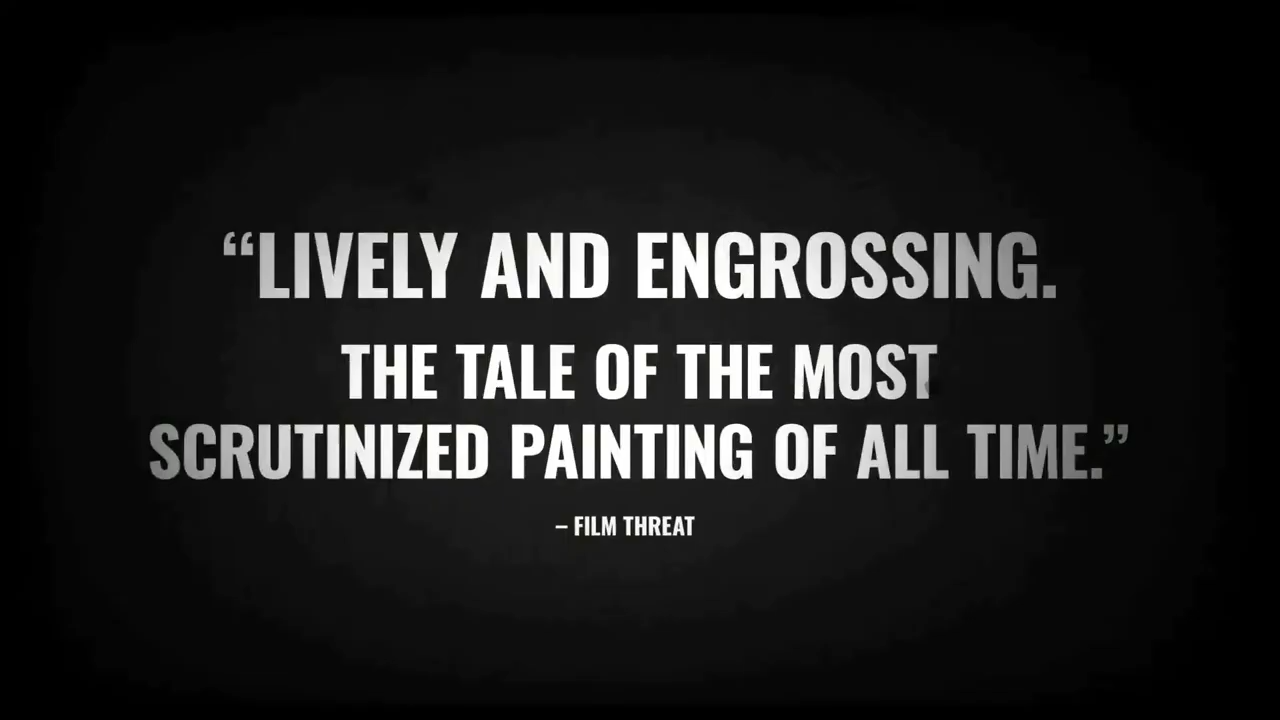 “LIVELY AND ENGROSSING.
THE TALE OF THE MOST
SCRUTINIZED PAINTING OF ALL TIME.”
– FILM THREAT